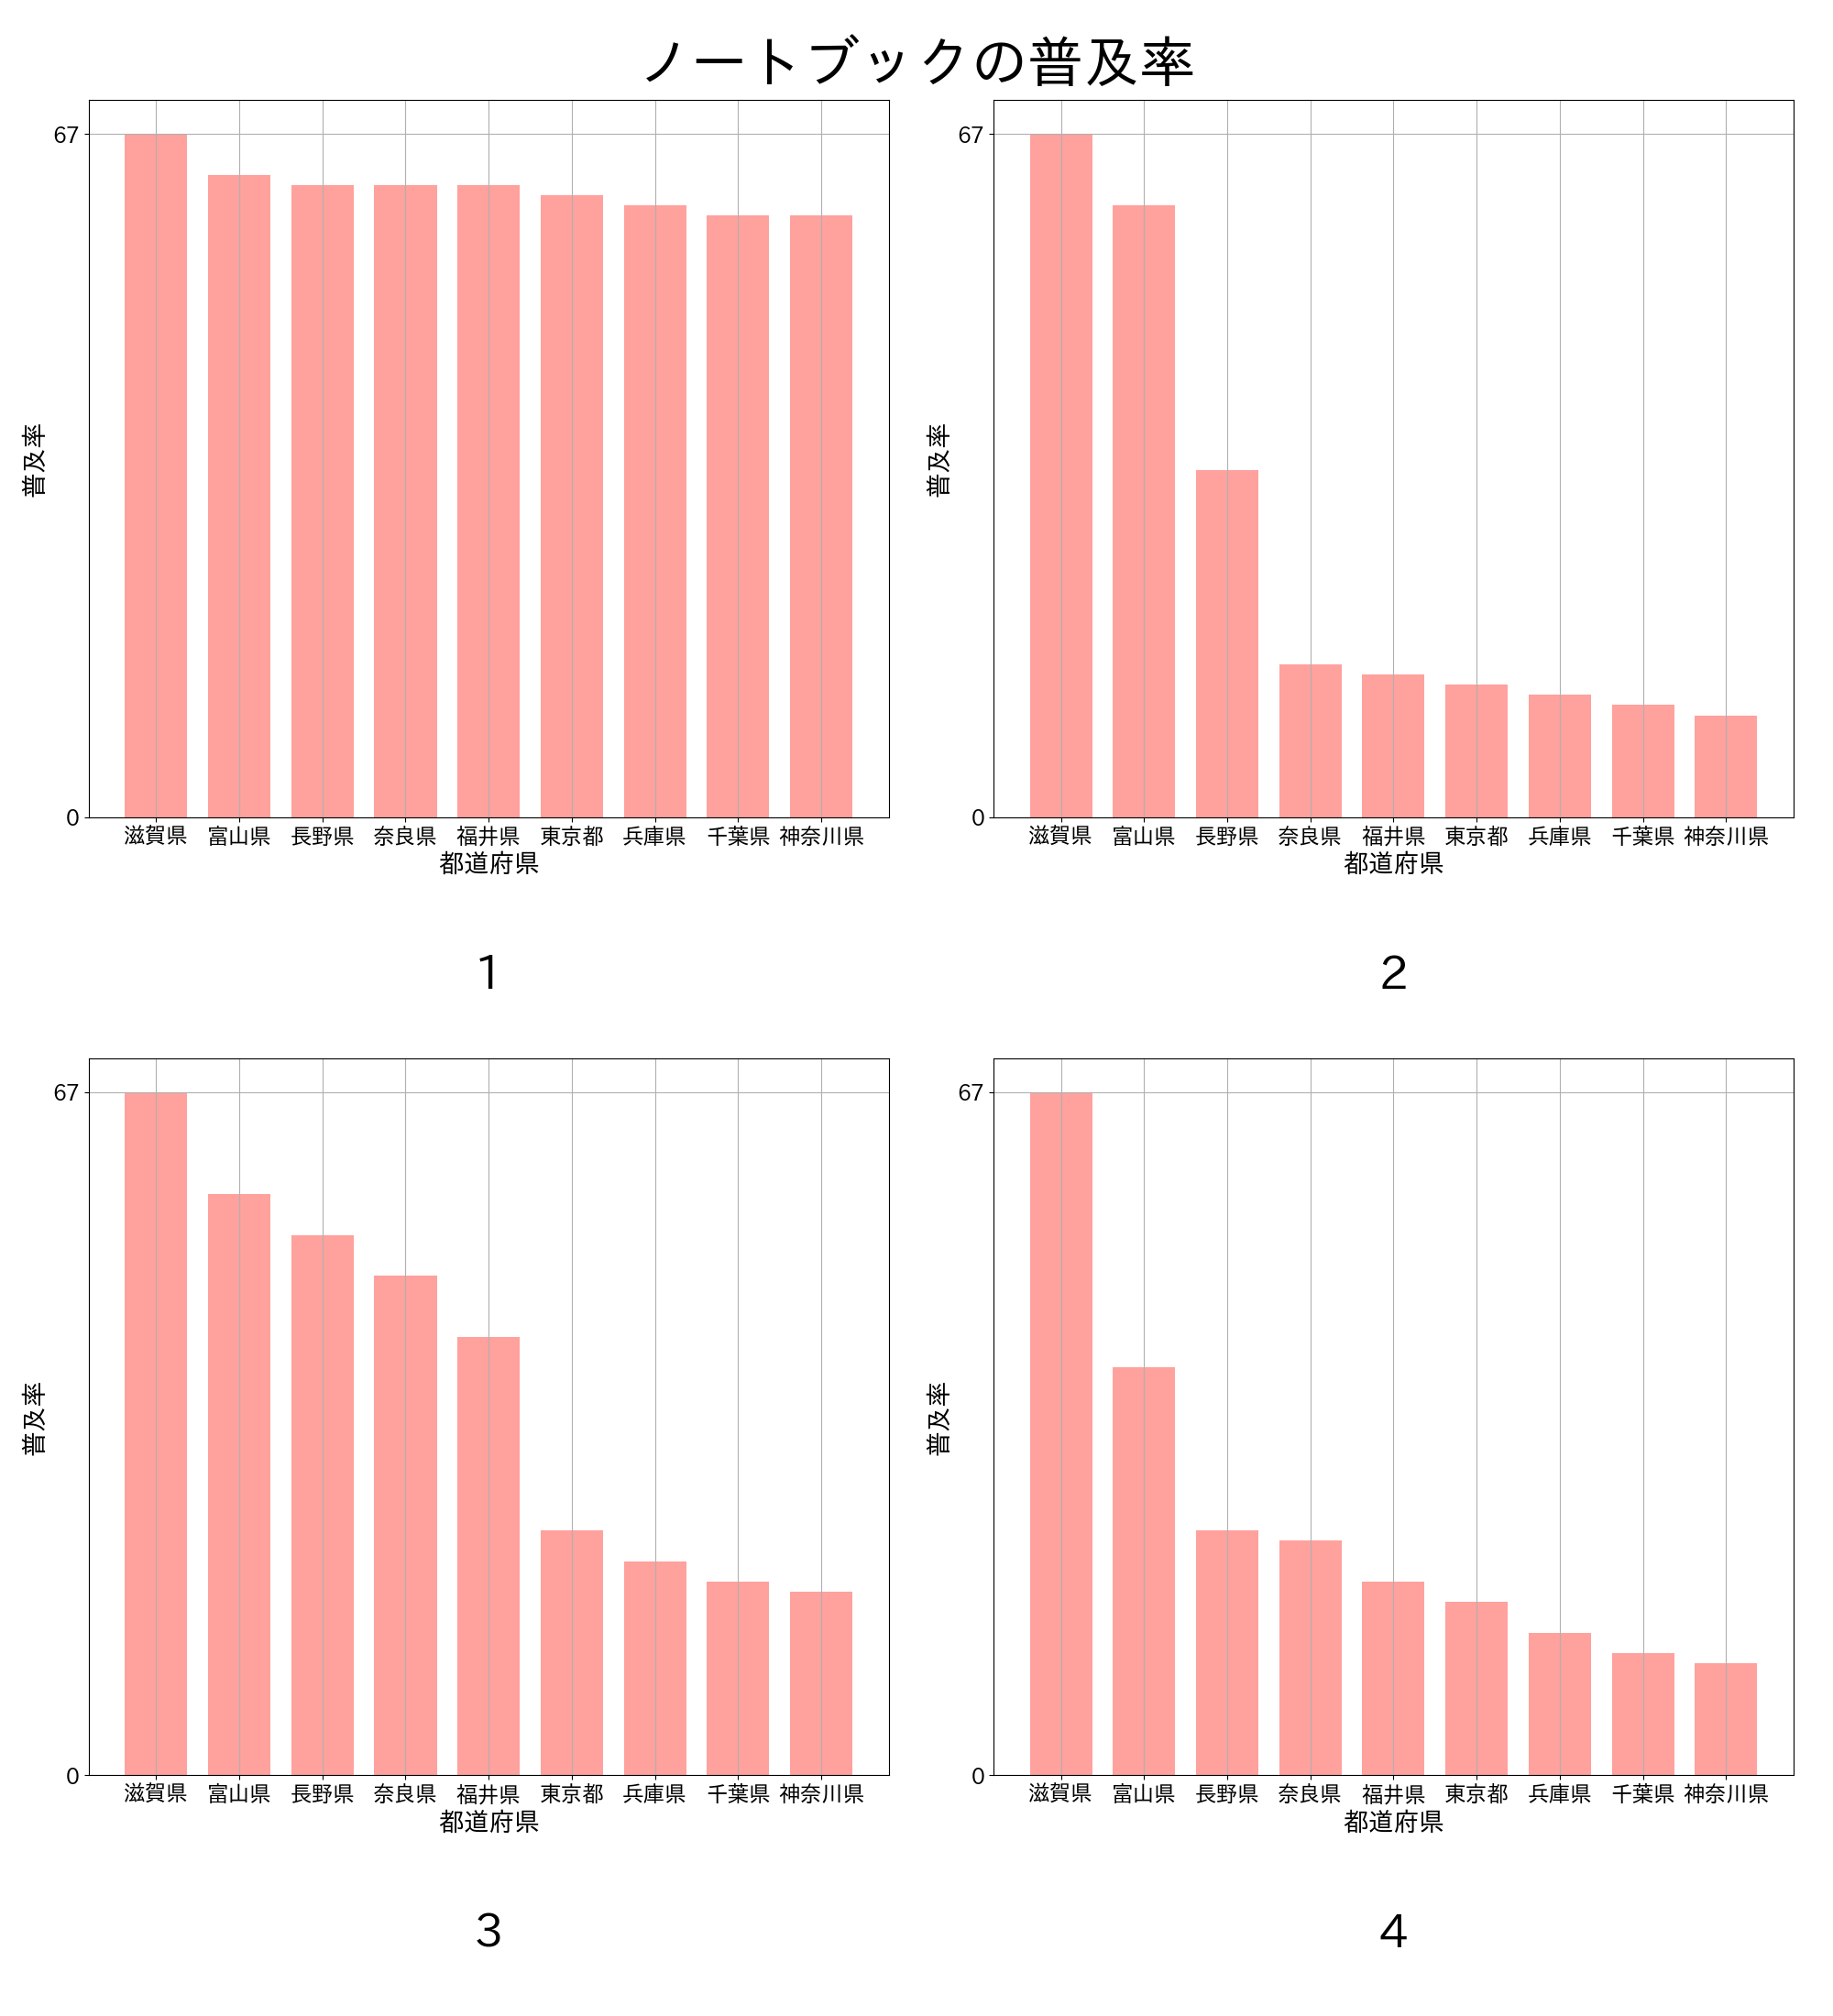 ノートブックの普及率
67
普及率
0
滋賀県 富山県 長野県 奈良県 福井県 東京都 兵庫県 千葉県 神奈川県
都道府県
1
67
普及率
0
滋賀県 富山県 長野県 奈良県 福井県 東京都 兵庫県 千葉県 神奈川県
都道府県
2
67
普及率
0
滋賀県 富山県 長野県 奈良県 福井県 東京都 兵庫県 千葉県 神奈川県
都道府県
3
67
普及率
0
滋賀県 富山県 長野県 奈良県 福井県 東京都 兵庫県 千葉県 神奈川県
都道府県
4